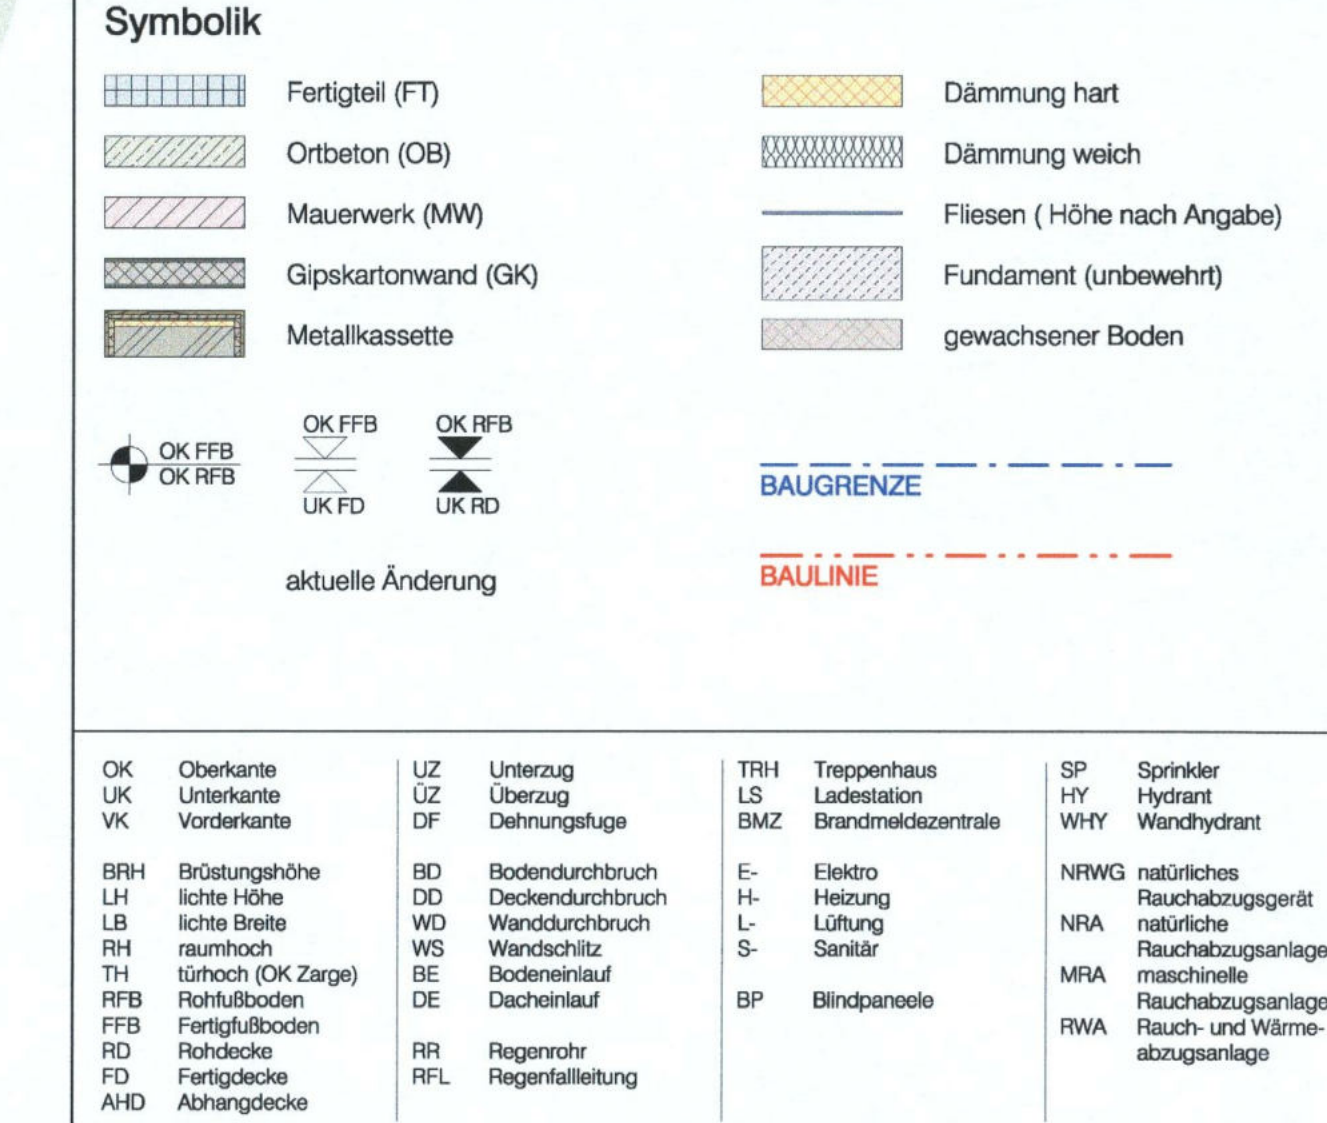 Symbolik
Fertigteil (FT)
Ortbeton (OB)
Mauerwerk (MW)
Gipskartonwand (GK)
Metallkassette
Dämmung hart
Dämmung weich
Fliesen ( Höhe nach Angabe)
Fundament (unbewehrt)
gewachsener Boden
OK FFB
OK RFB
OK FFB
UK FD
OK RFB
UK RD
aktuelle Änderung
BAUGRENZE
BAULINIE
OK Oberkante
UK Unterkante
VK Vorderkante
BRH Brüstungshöhe
LH lichte Höhe
LB lichte Breite
RH raumhoch
TH türhoch (OK Zarge)
RFB Rohfußboden
FFB Fertigfußboden
RD Rohdecke
FD Fertigdecke
AHD Abhangdecke
UZ Unterzug
ÜZ Überzug
DF Dehnungsfuge
BD Bodendurchbruch
DD Deckendurchbruch
WD Wanddurchbruch
WS Wandschlitz
BE Bodeneinlauf
DE Dacheinlauf
RR Regenrohr
RFL Regenfallleitung
TRH Treppenhaus
LS Ladestation
BMZ Brandmeldezentrale
E- Elektro
H- Heizung
L- Lüftung
S- Sanitär
BP Blindpaneele
SP Sprinkler
HY Hydrant
WHY Wandhydrant
NRWG natürliches
Rauchabzugsgerät
NRA natürliche
Rauchabzugsanlage
MRA maschinelle
Rauchabzugsanlage
RWA Rauch- und Wärme-
abzugsanlage